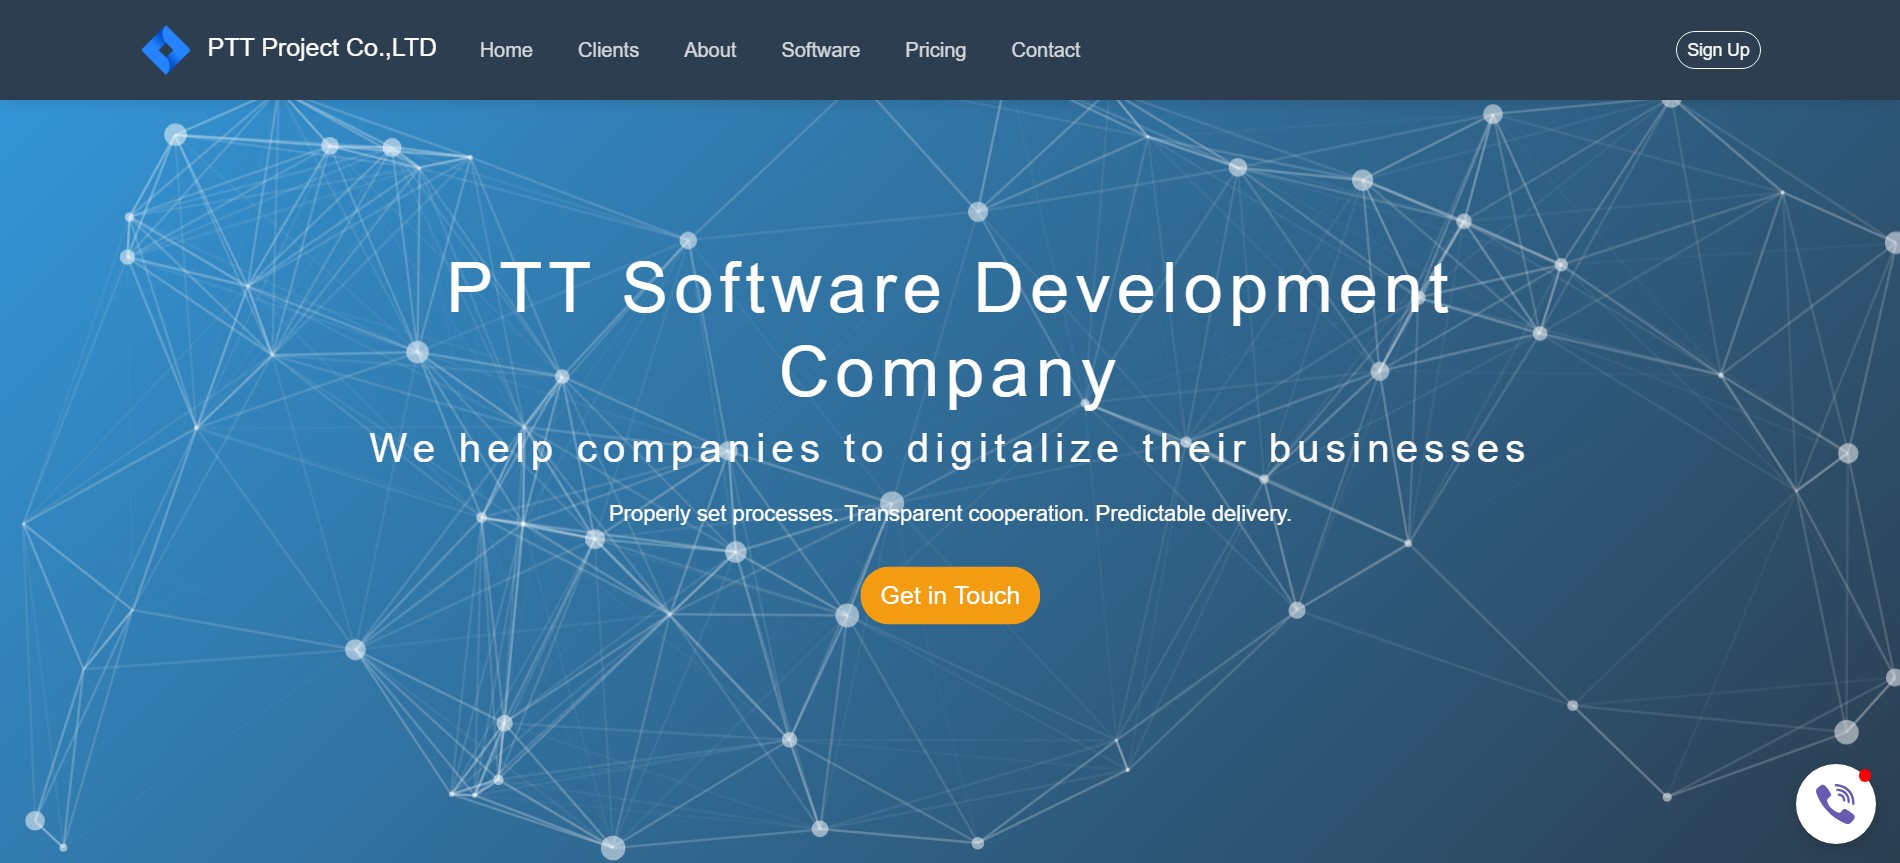 PTT Project Co.,LTD Home Clients About Software Pricing Contact Sign Up
PTT Software Development
Company
We help companies to digitalize their businesses
Properly set processes. Transparent cooperation. Predictable delivery.
Get in Touch